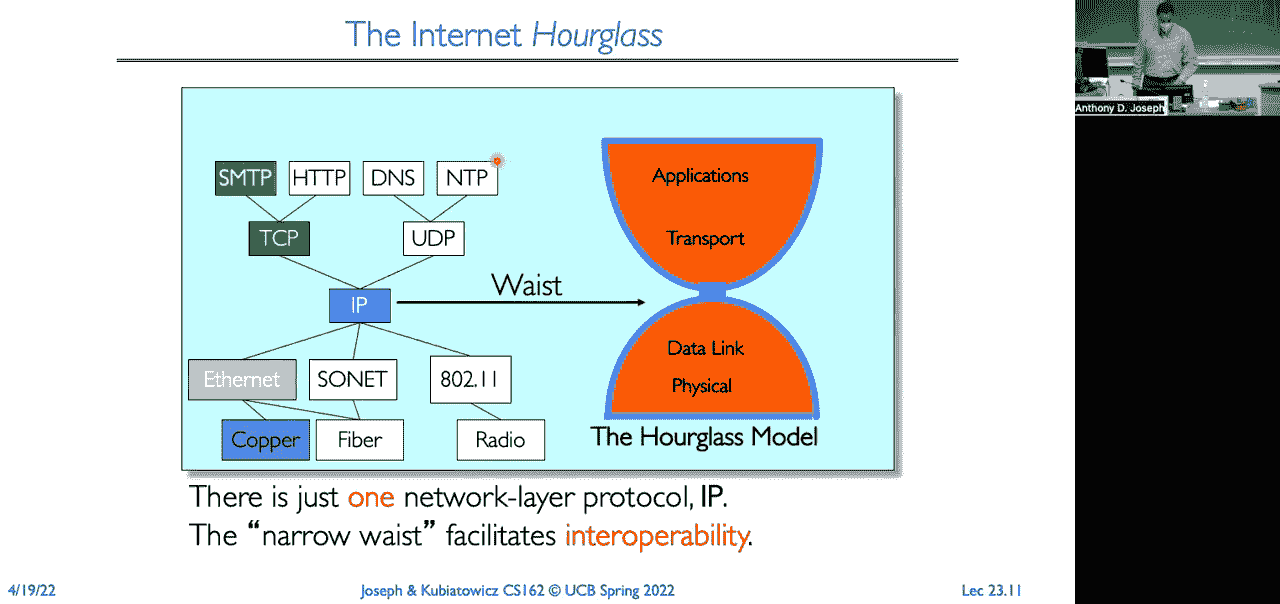 The Internet Hourglass
Anthony D. Joseph
SMTP HTTP DNS NTP
TCP UDP
IP
Waist
Ethernet SONET 802.11
Copper Fiber Radio
Applications
Transport
Data Link
Physical
The Hourglass Model
There is just one network-layer protocol, IP.
The “narrow waist” facilitates interoperability.
4/19/22 Joseph & Kubiatowicz CS162 © UCB Spring 2022 Lec 23.11